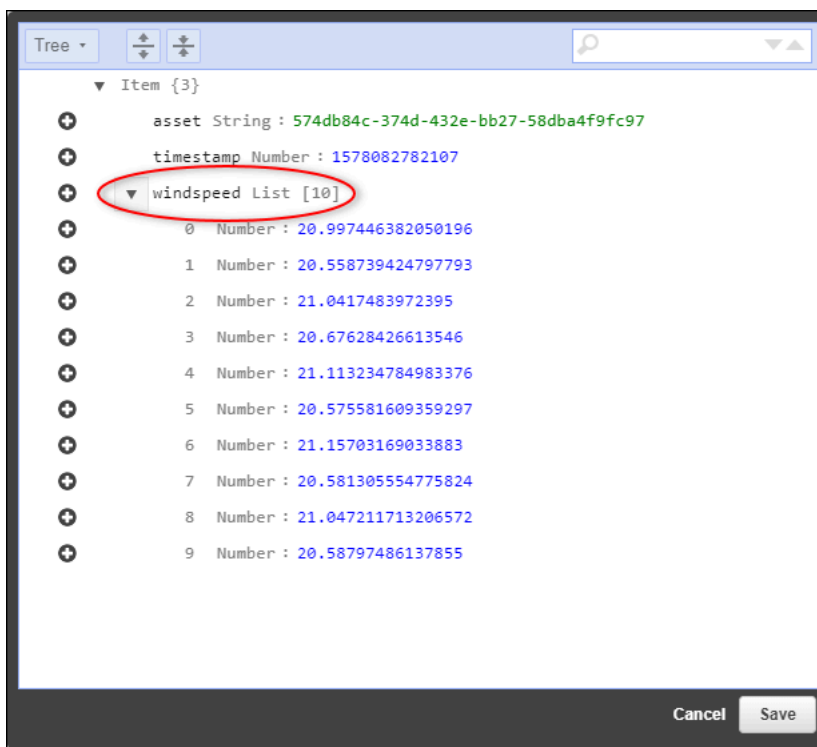 Tree
Item {3}
asset String : 574db84c-374d-432e-bb27-58dba4f9fc97
timestamp Number : 1578082782107
windspeed List [10]
0 Number : 20.997446382050196
1 Number : 20.558739424797793
2 Number : 21.0417483972395
3 Number : 20.67628426613546
4 Number : 21.113234784983376
5 Number : 20.575581609359297
6 Number : 21.15703169033883
7 Number : 20.581305554775824
8 Number : 21.047211713206572
9 Number : 20.58797486137855
Cancel Save